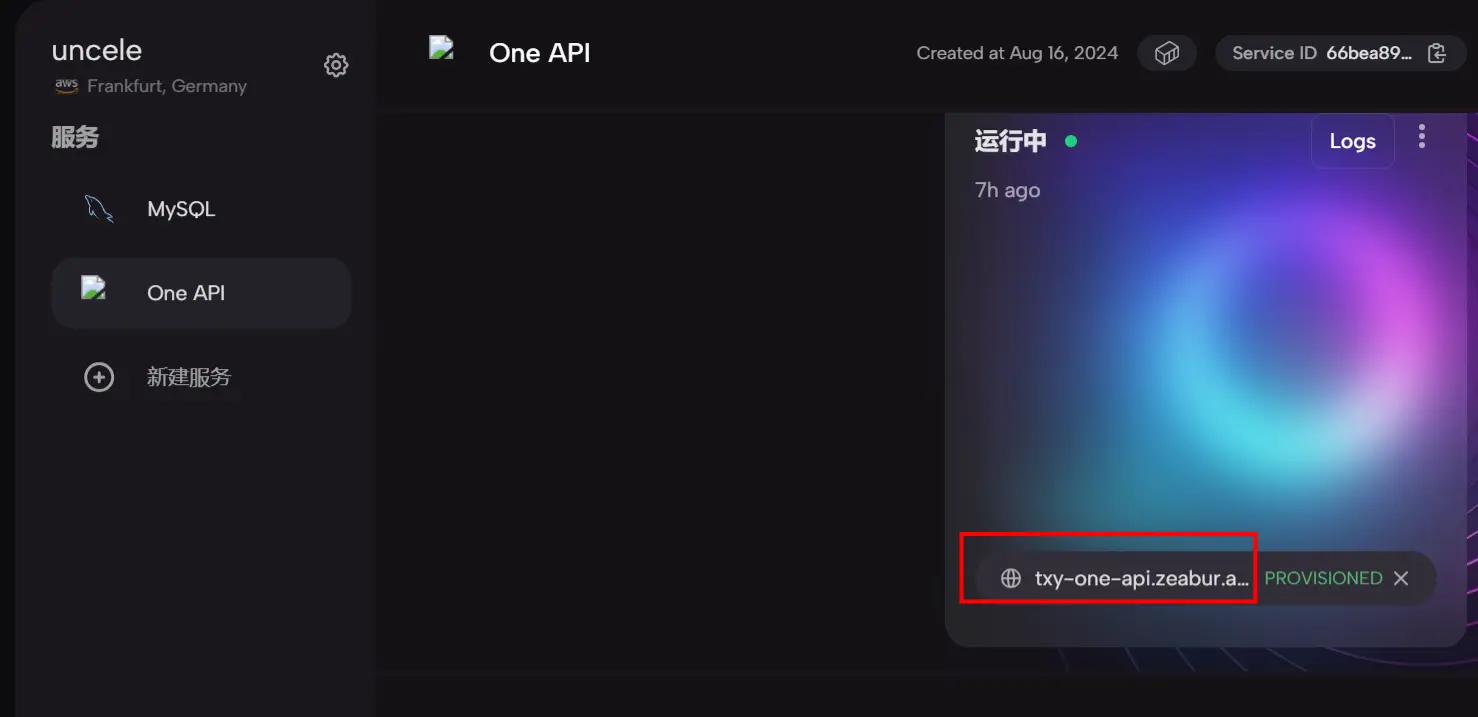 uncele
aws Frankfurt, Germany
服务
MySQL
One API
新建服务
One API
Created at Aug 16, 2024
Service ID 66bea89...
运行中
Logs
7h ago
txy-one-api.zeabur.a... PROVISIONED